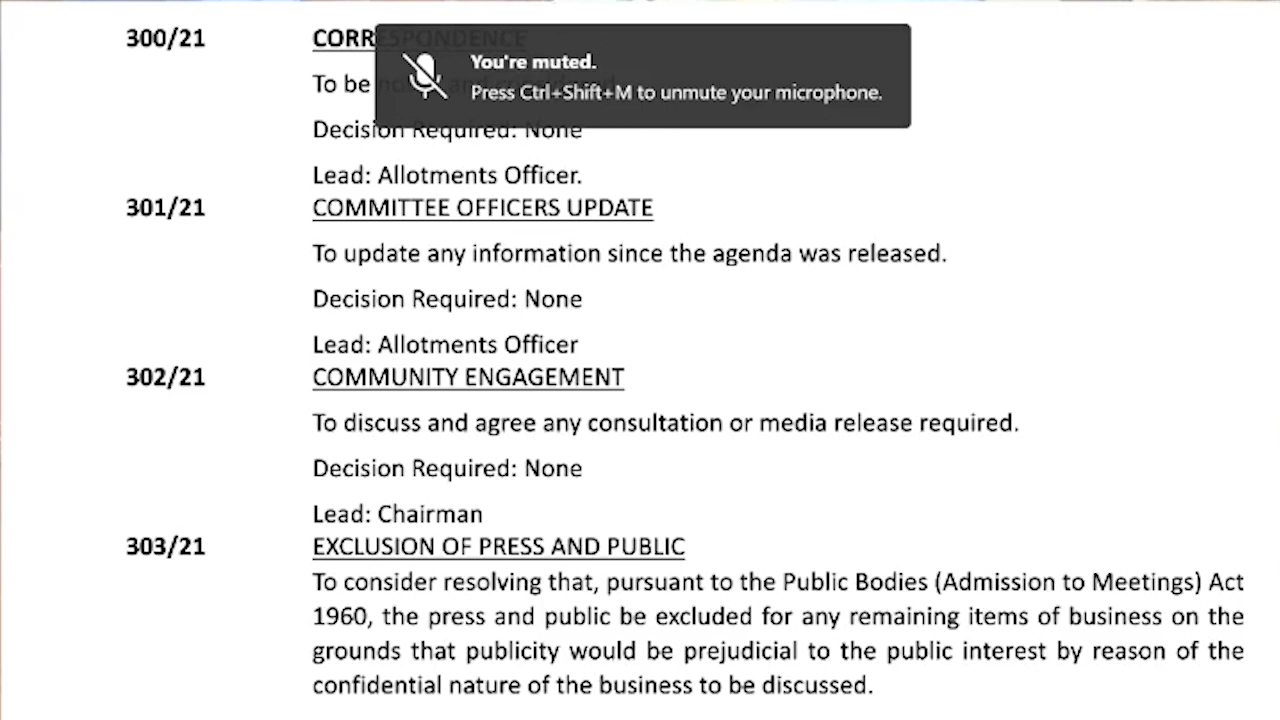 300/21 CORRESPONDENCE
You're muted.
To be noted and considered.
Press Ctrl+Shift+M to unmute your microphone.
Decision Required: None
Lead: Allotments Officer.
301/21 COMMITTEE OFFICERS UPDATE
To update any information since the agenda was released.
Decision Required: None
Lead: Allotments Officer
302/21 COMMUNITY ENGAGEMENT
To discuss and agree any consultation or media release required.
Decision Required: None
Lead: Chairman
303/21 EXCLUSION OF PRESS AND PUBLIC
To consider resolving that, pursuant to the Public Bodies (Admission to Meetings) Act
1960, the press and public be excluded for any remaining items of business on the
grounds that publicity would be prejudicial to the public interest by reason of the
confidential nature of the business to be discussed.